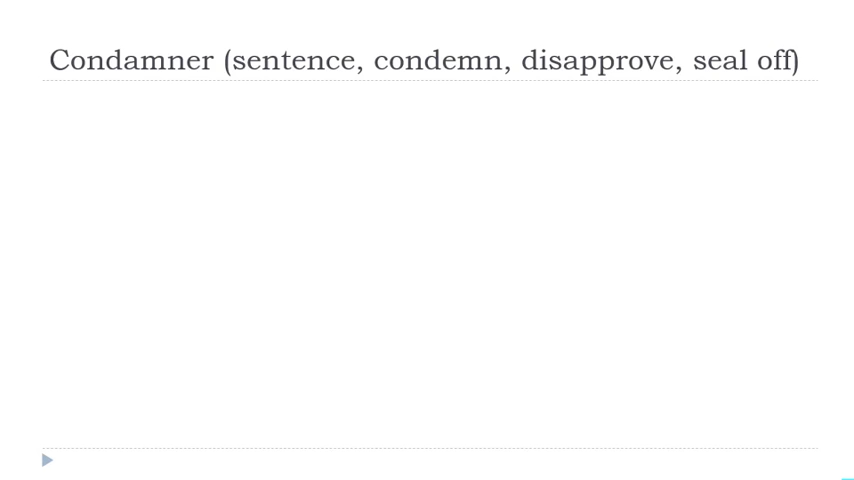 Condamner (sentence, condemn, disapprove, seal off)